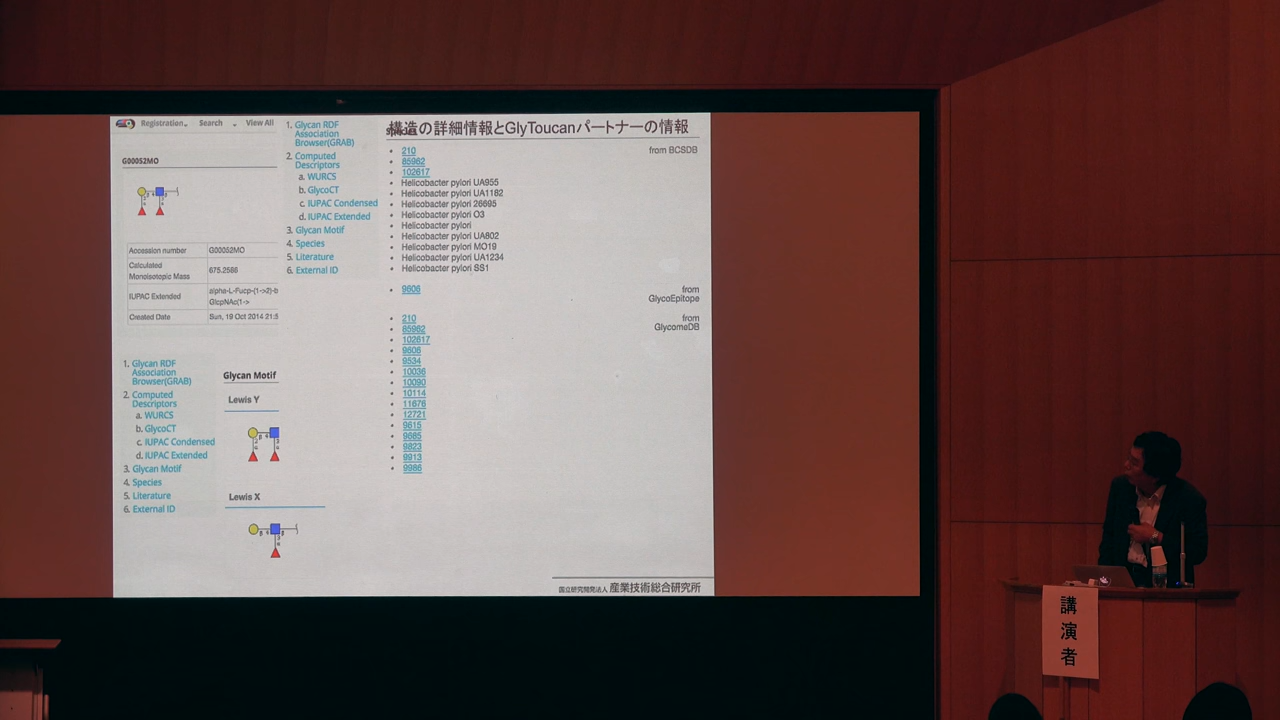 Registration
Search
View All
G00052MO
Accession number G00052MO
Calculated
Monoisotopic Mass 675.2586
IUPAC Extended alpha-L-Fucp-(1->2)-b
GlcpNAc(1->
Created Date Sun, 19 Oct 2014 21:5
1. Glycan RDF
Association
Browser(GRAB)
2. Computed
Descriptors
a. WURCS
b. GlycoCT
c. IUPAC Condensed
d. IUPAC Extended
3. Glycan Motif
4. Species
5. Literature
6. External ID
Glycan Motif
Lewis Y
Lewis X
1. Glycan RDF
Association
Browser(GRAB)
2. Computed
Descriptors
a. WURCS
b. GlycoCT
c. IUPAC Condensed
d. IUPAC Extended
3. Glycan Motif
4. Species
5. Literature
6. External ID
構造の詳細情報とGlyToucanパートナーの情報
from BCSDB
210
85962
102617
Helicobacter pylori UA955
Helicobacter pylori UA1182
Helicobacter pylori 26695
Helicobacter pylori O3
Helicobacter pylori
Helicobacter pylori UA802
Helicobacter pylori MO19
Helicobacter pylori UA1234
Helicobacter pylori SS1
9606
from
GlycoEpitope
from
GlycomeDB
210
85962
102617
9606
9534
10036
10090
10114
11676
12721
9615
9685
9823
9913
9986
国立研究開発法人 産業技術総合研究所
講
演
者